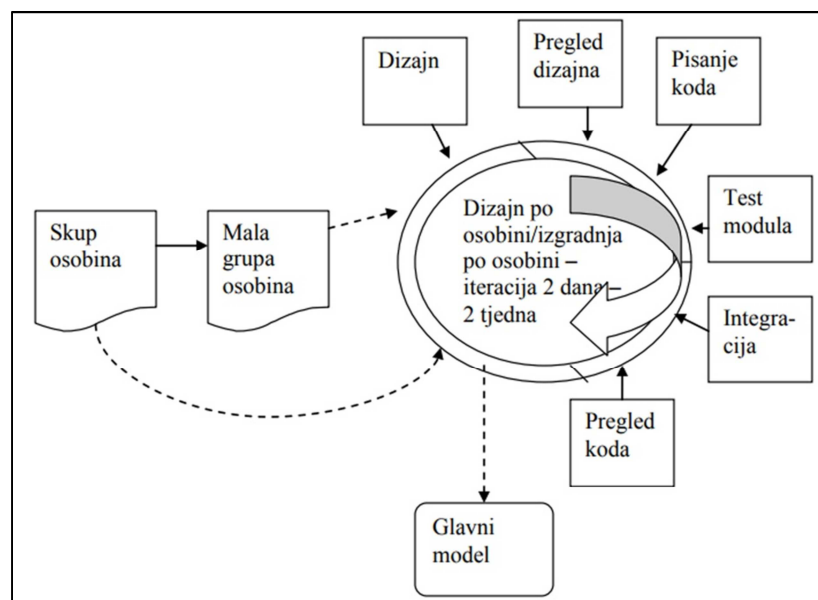 Dizajn
Pregled
dizajna
Pisanje
koda
Skup
osobina
Mala
grupa
osobina
Dizajn po
osobini/izgradnja
po osobini –
iteracija 2 dana –
2 tjedna
Test
modula
Integra-
cija
Pregled
koda
Glavni
model